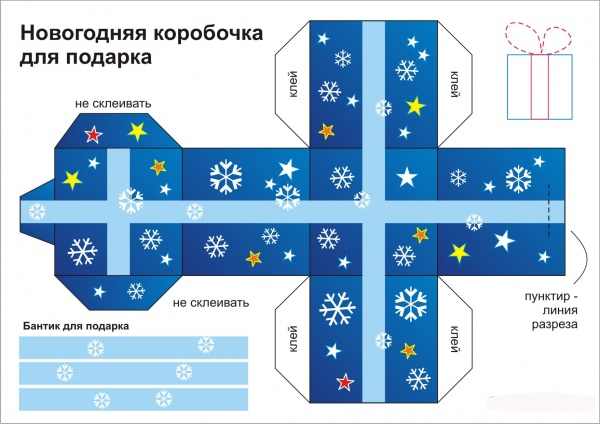 Новогодняя коробочка
для подарка
не склеивать
клей
клей
не склеивать
пунктир -
линия
разреза
Бантик для подарка
клей
клей